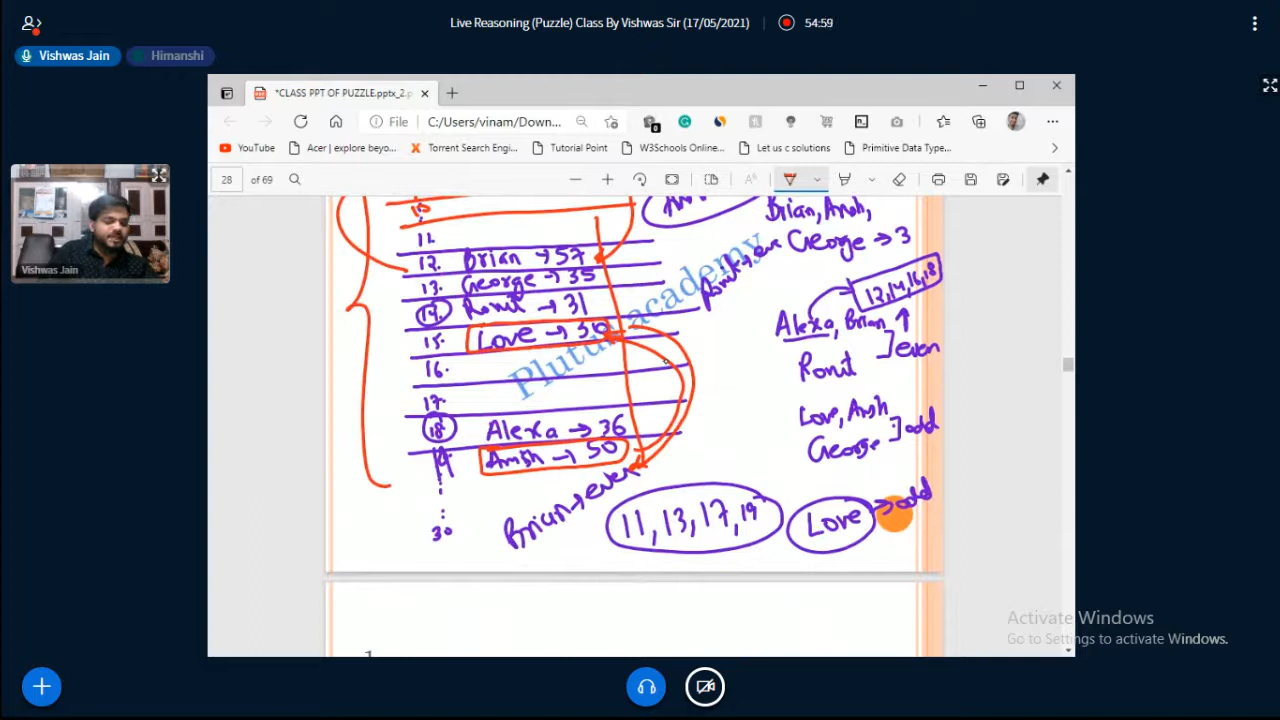 Live Reasoning (Puzzle) Class By Vishwas Sir (17/05/2021)
54:59
Vishwas Jain
Himanshi
*CLASS PPT OF PUZZLE.pptx_2.p
File
C:/Users/vinam/Down...
YouTube
Acer | explore beyo...
Torrent Search Engi...
Tutorial Point
W3Schools Online...
Let us c solutions
Primitive Data Type...
28 of 69
Vishwas Jain
10
Brian, Ansh,
11.
George → 3
12. Brian → 57
13. George → 35
Ronit → eve
12, 14, 16, 18
14. Ronit → 31
Alexa, Brian
15. Love → 30
even
16.
Ronit
17.
Love, Ansh
18. Alexa → 36
odd
George
19. Ansh → 50
Brian → even
11, 13, 17, 19
Love → odd
30
Plutus academy
Activate Windows
Go to Settings to activate Windows.